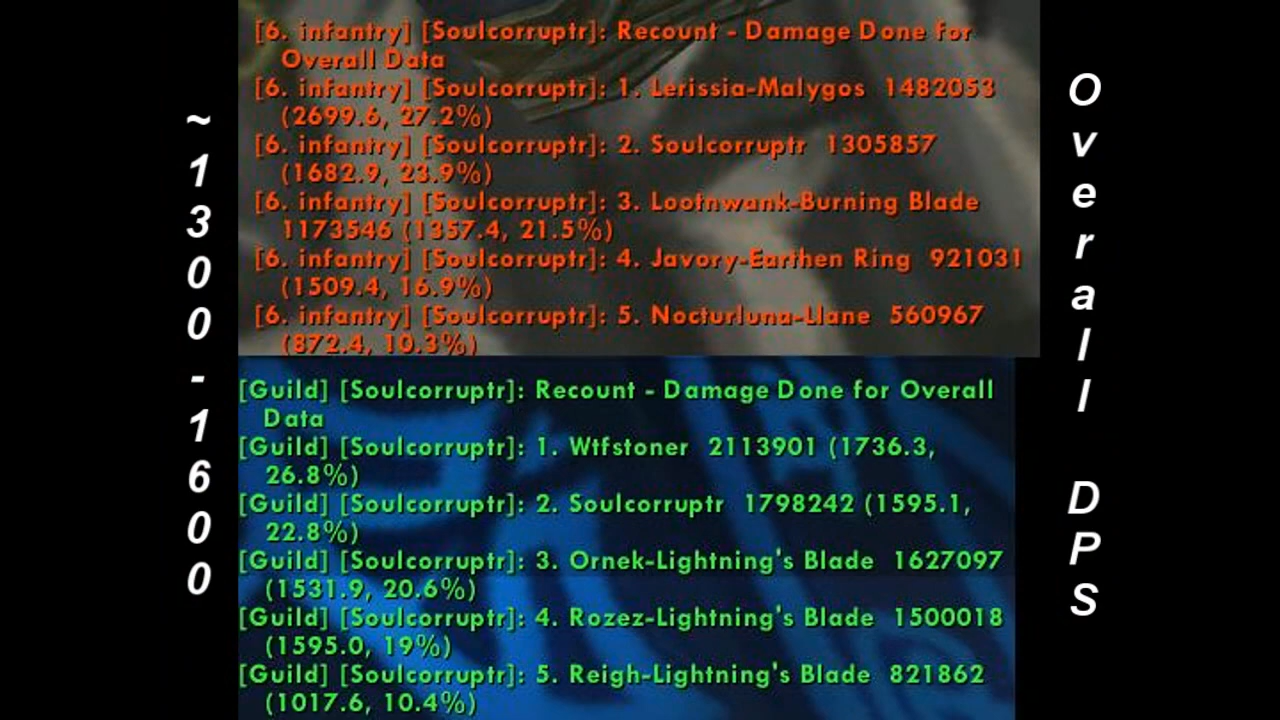 ~1300-1600
[6. infantry] [Soulcorruptr]: Recount - Damage Done for
Overall Data
[6. infantry] [Soulcorruptr]: 1. Lerissia-Malygos 1482053
(2699.6, 27.2%)
[6. infantry] [Soulcorruptr]: 2. Soulcorruptr 1305857
(1682.9, 23.9%)
[6. infantry] [Soulcorruptr]: 3. Lootnwank-Burning Blade
1173546 (1357.4, 21.5%)
[6. infantry] [Soulcorruptr]: 4. Javory-Earthen Ring 921031
(1509.4, 16.9%)
[6. infantry] [Soulcorruptr]: 5. Nocturluna-Llane 560967
(872.4, 10.3%)
[Guild] [Soulcorruptr]: Recount - Damage Done for Overall
Data
[Guild] [Soulcorruptr]: 1. Wtfstoner 2113901 (1736.3,
26.8%)
[Guild] [Soulcorruptr]: 2. Soulcorruptr 1798242 (1595.1,
22.8%)
[Guild] [Soulcorruptr]: 3. Ornek-Lightning's Blade 1627097
(1531.9, 20.6%)
[Guild] [Soulcorruptr]: 4. Rozez-Lightning's Blade 1500018
(1595.0, 19%)
[Guild] [Soulcorruptr]: 5. Reigh-Lightning's Blade 821862
(1017.6, 10.4%)
Overall DPS